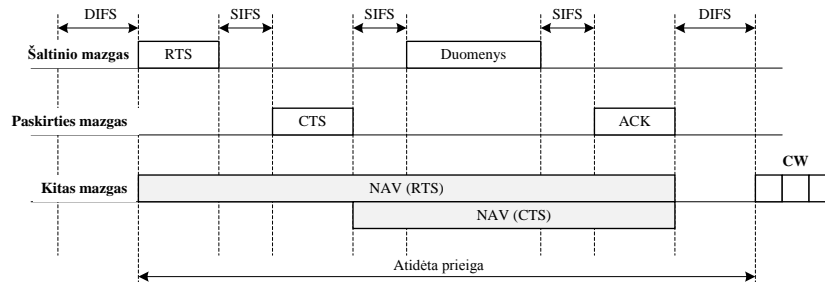 DIFS SIFS SIFS SIFS DIFS
Šaltinio mazgas RTS Duomenys
Paskirties mazgas CTS ACK
CW
Kitas mazgas NAV (RTS)
NAV (CTS)
Atidėta prieiga